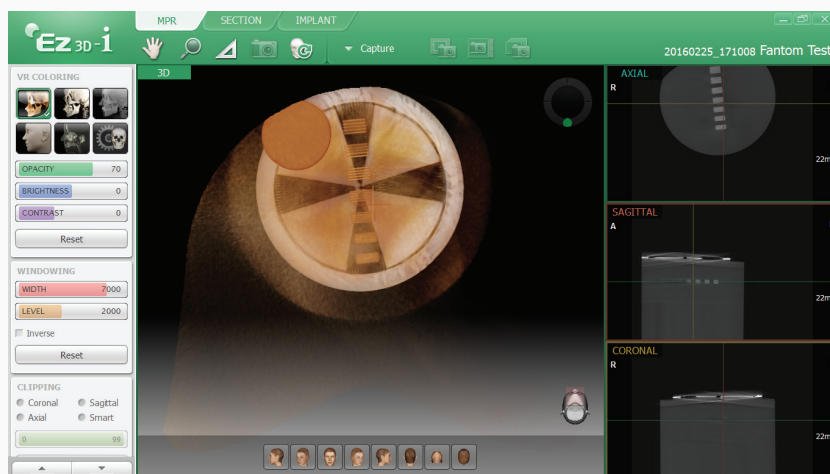 Ez 3D-i
MPR SECTION IMPLANT
Capture
20160225_171008 Fantom Test
VR COLORING
OPACITY 70
BRIGHTNESS 0
CONTRAST 0
Reset
WINDOWING
WIDTH 7000
LEVEL 2000
Inverse
Reset
CLIPPING
Coronal Sagittal
Axial Smart
0 99
3D
AXIAL
R
22m
SAGITTAL
A
22m
CORONAL
R
22m